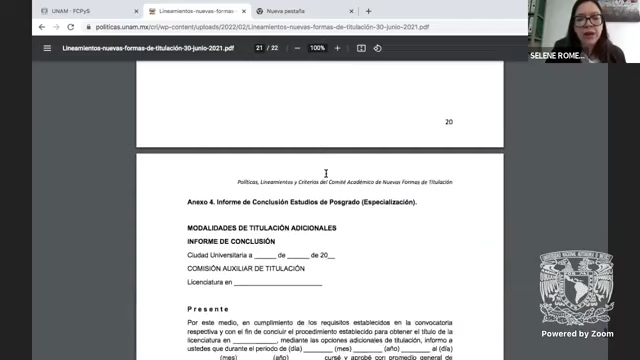 UNAM - FCPyS
Lineamientos-nuevas-formas-
Nueva pestaña
politicas.unam.mx/cri/wp-content/uploads/2022/02/Lineamientos-nuevas-formas-de-titulación-30-junio-2021.pdf
Lineamientos-nuevas-formas-de-titulación-30-junio-2021.pdf
21 / 22
100%
SELENE ROME...
20
Políticas, Lineamientos y Criterios del Comité Académico de Nuevas Formas de Titulación
Anexo 4. Informe de Conclusión Estudios de Posgrado (Especialización).
MODALIDADES DE TITULACIÓN ADICIONALES
INFORME DE CONCLUSIÓN
Ciudad Universitaria a ______ de ______ de 20__
COMISIÓN AUXILIAR DE TITULACIÓN
Licenciatura en ________________________
P r e s e n t e
Por este medio, en cumplimiento de los requisitos establecidos en la convocatoria
respectiva y con el fin de concluir el procedimiento establecido para obtener el título de la
licenciatura en ____________, mediante las opciones adicionales de titulación, informo a
ustedes que durante el periodo de (día) ________ (mes) ________ (año) ________ al (día)
______ (mes) ______ (año) ______ cursé y aprobé con promedio general de
Powered by Zoom